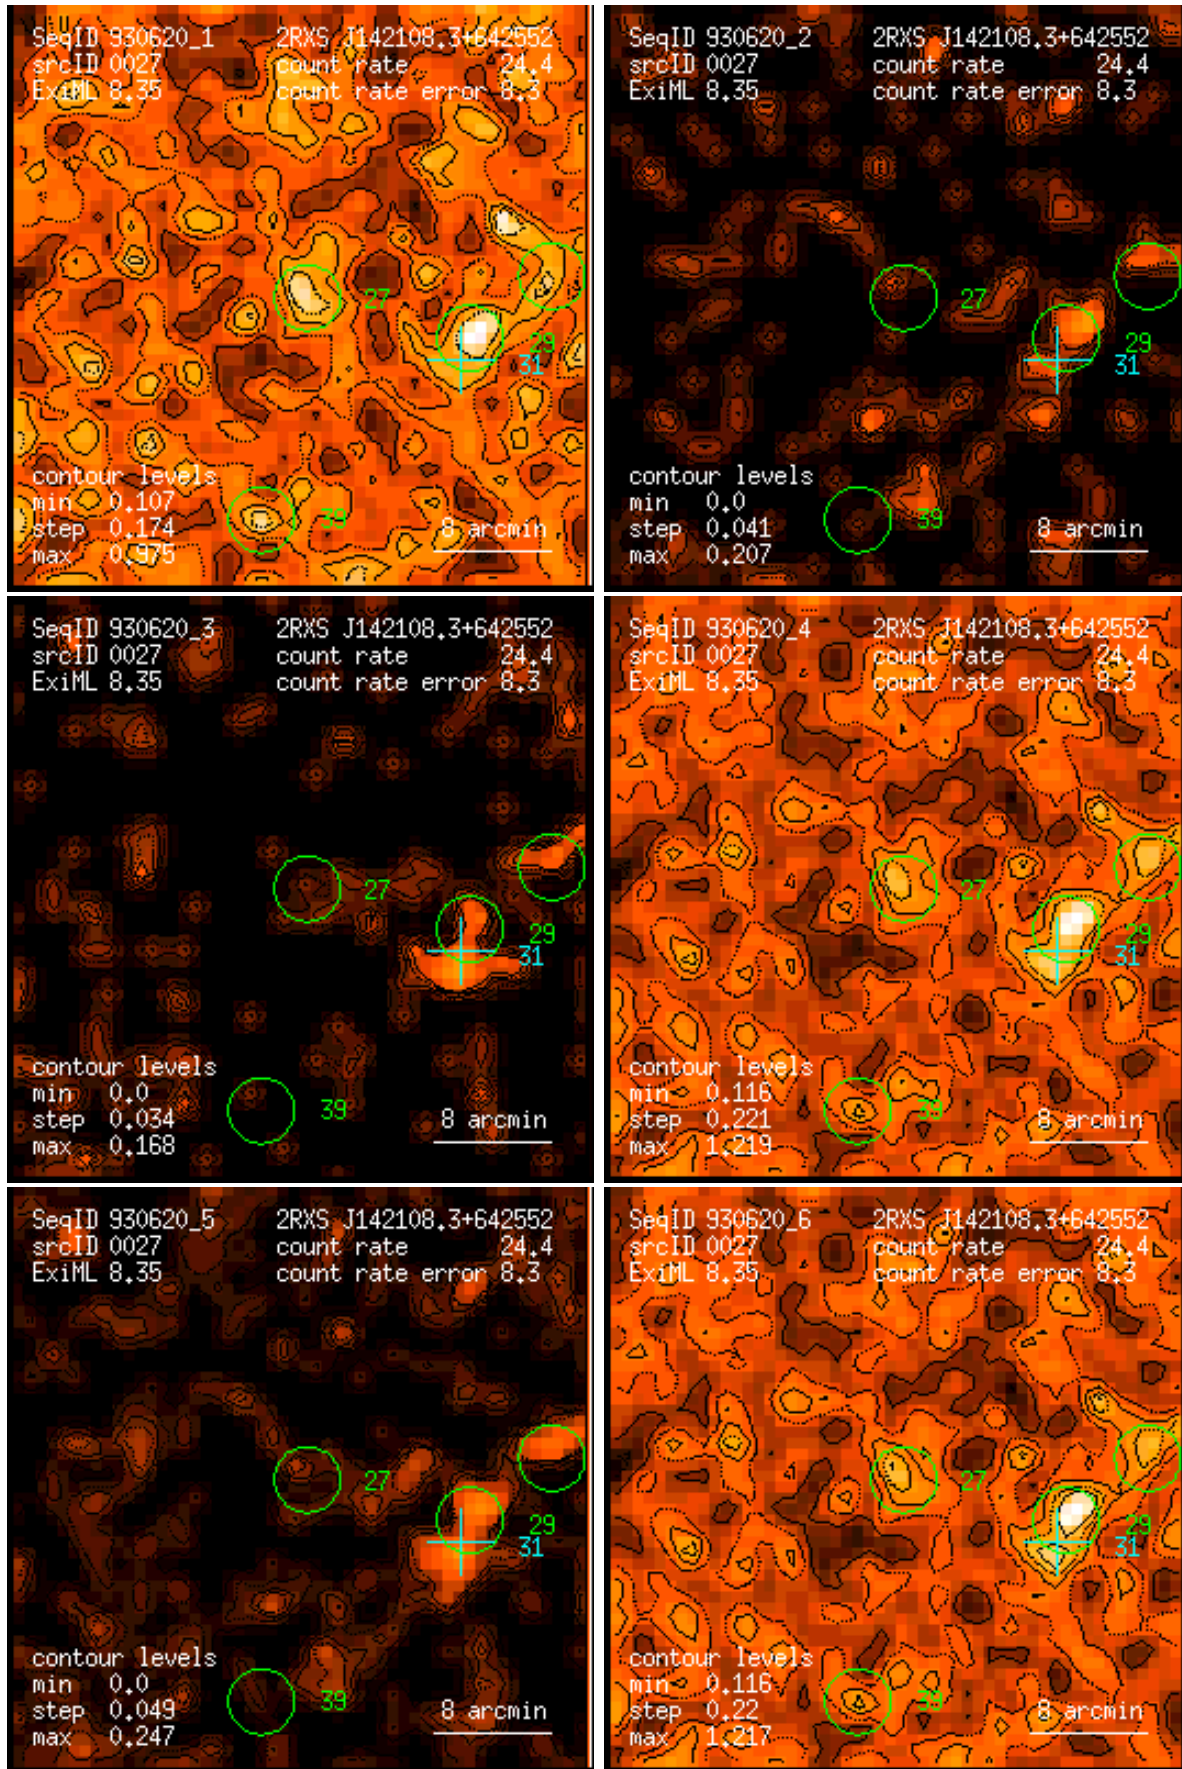 SeqID 930620_1 2RXS J142108.3+642552
srcID 0027 count rate 24.4
ExiML 8.35 count rate error 8.3
27
29
31
contour levels
min 0.107
step 0.174 39 8 arcmin
max 0.975
SeqID 930620_2 2RXS J142108.3+642552
srcID 0027 count rate 24.4
ExiML 8.35 count rate error 8.3
27
29
31
contour levels
min 0.0
step 0.041 39 8 arcmin
max 0.207
SeqID 930620_3 2RXS J142108.3+642552
srcID 0027 count rate 24.4
ExiML 8.35 count rate error 8.3
27
29
31
contour levels
min 0.0
step 0.034 39 8 arcmin
max 0.168
SeqID 930620_4 2RXS J142108.3+642552
srcID 0027 count rate 24.4
ExiML 8.35 count rate error 8.3
27
29
31
contour levels
min 0.116
step 0.221 39 8 arcmin
max 1.219
SeqID 930620_5 2RXS J142108.3+642552
srcID 0027 count rate 24.4
ExiML 8.35 count rate error 8.3
27
29
31
contour levels
min 0.0
step 0.049 39 8 arcmin
max 0.247
SeqID 930620_6 2RXS J142108.3+642552
srcID 0027 count rate 24.4
ExiML 8.35 count rate error 8.3
27
29
31
contour levels
min 0.116
step 0.22 39 8 arcmin
max 1.217